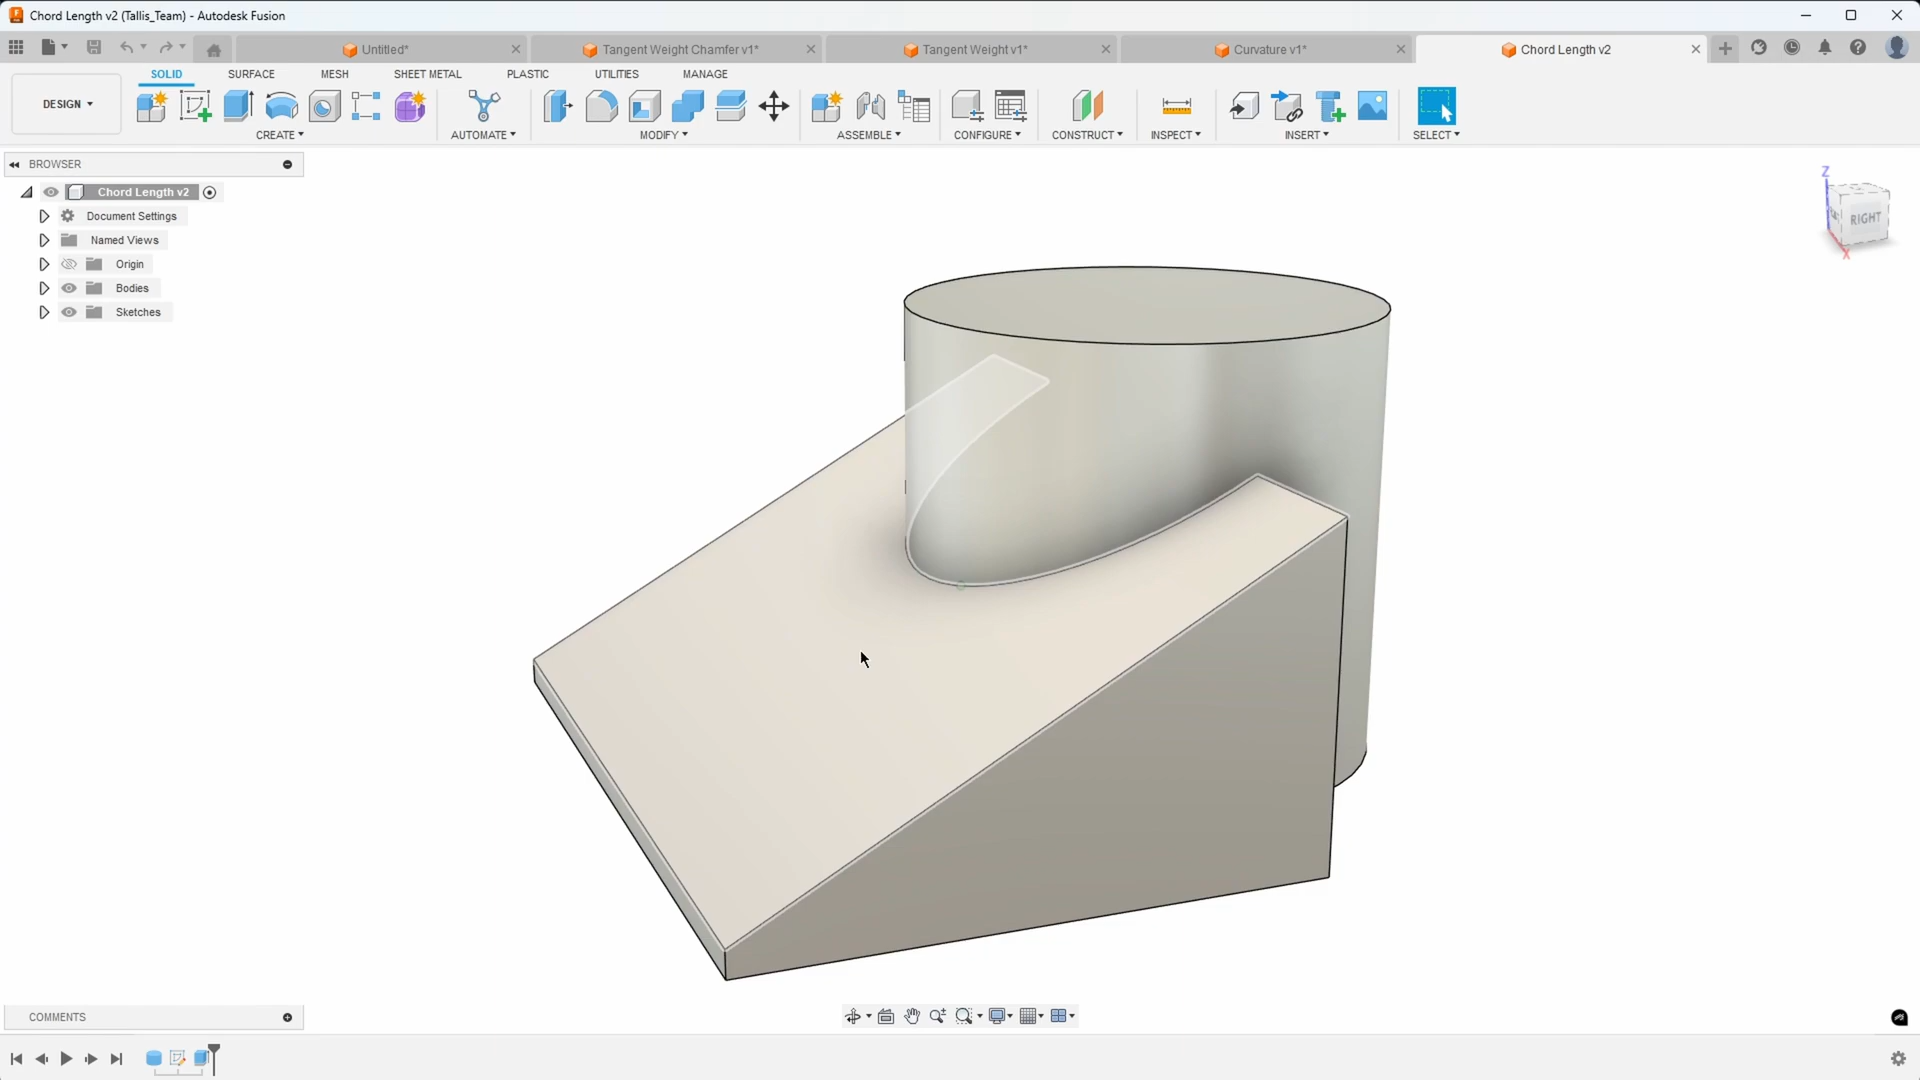 Chord Length v2 (Tallis_Team) - Autodesk Fusion
Untitled*
Tangent Weight Chamfer v1*
Tangent Weight v1*
Curvature v1*
Chord Length v2
DESIGN
SOLID
SURFACE
MESH
SHEET METAL
PLASTIC
UTILITIES
MANAGE
CREATE
AUTOMATE
MODIFY
ASSEMBLE
CONFIGURE
CONSTRUCT
INSPECT
INSERT
SELECT
BROWSER
Chord Length v2
Document Settings
Named Views
Origin
Bodies
Sketches
Z
RIGHT
X
COMMENTS